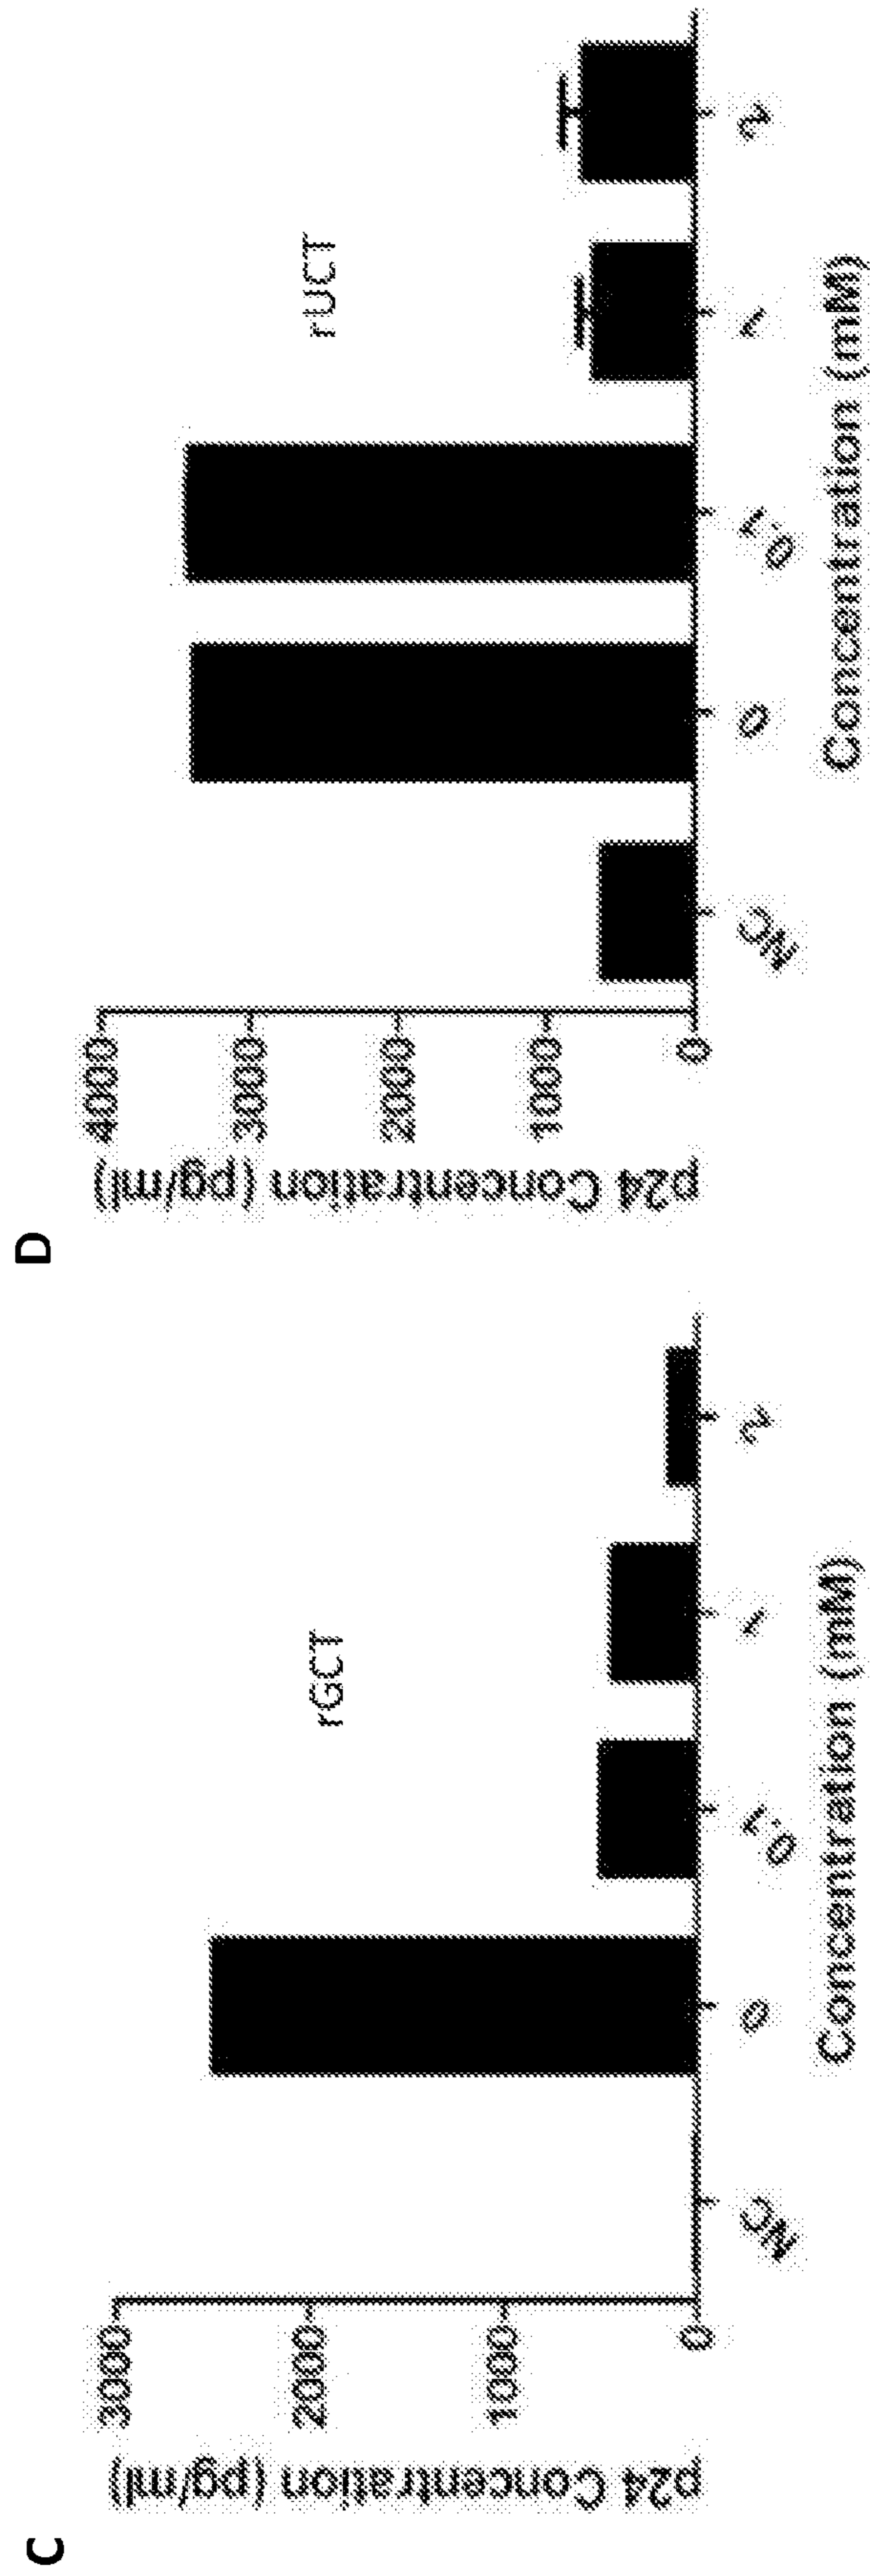 C
rGCT
p24 Concentration (pg/ml)
3000
2000
1000
0
NC
0
0.1
1
2
Concentration (mM)
D
rUCT
p24 Concentration (pg/ml)
4000
3000
2000
1000
0
NC
0
0.1
1
2
Concentration (mM)